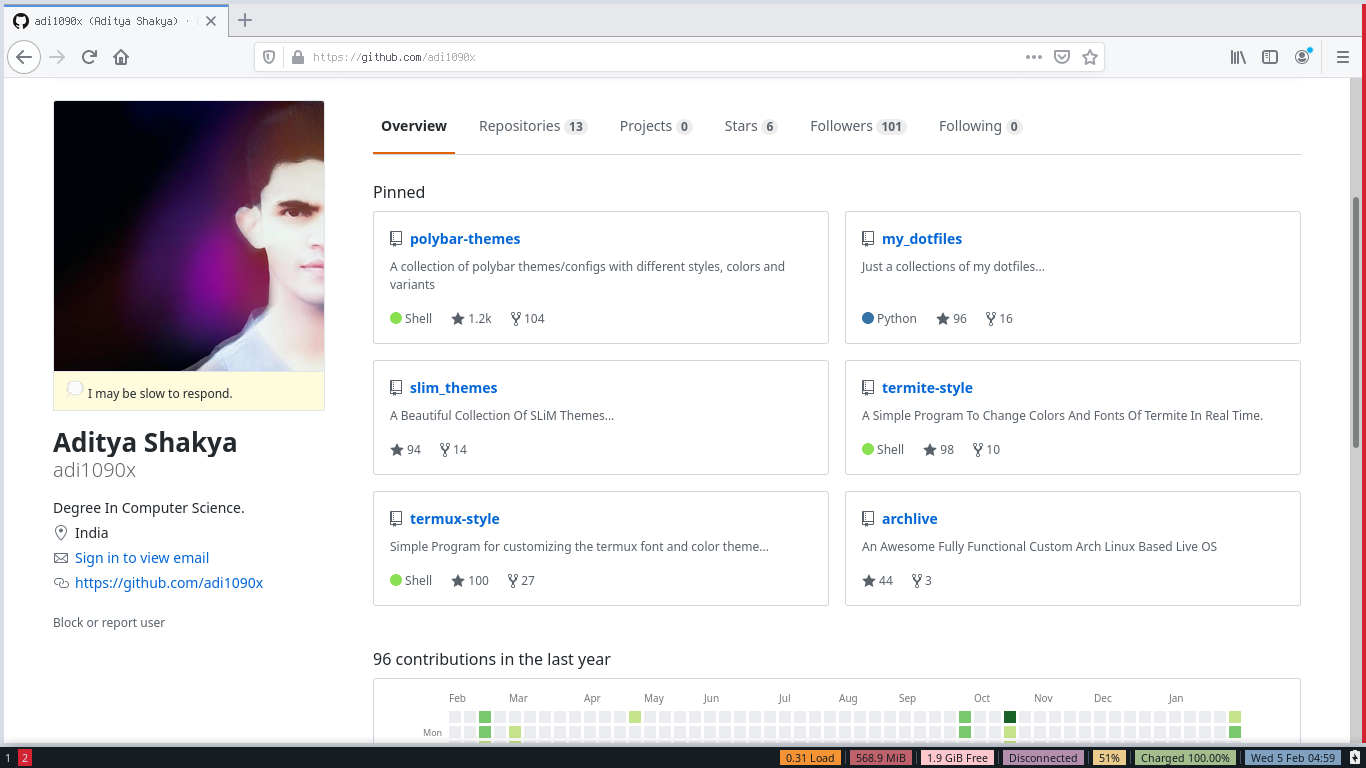 adi1090x (Aditya Shakya) ·
https://github.com/adi1090x
Overview
Repositories 13
Projects 0
Stars 6
Followers 101
Following 0
I may be slow to respond.
Aditya Shakya
adi1090x
Degree In Computer Science.
India
Sign in to view email
https://github.com/adi1090x
Block or report user
Pinned
polybar-themes
A collection of polybar themes/configs with different styles, colors and
variants
Shell 1.2k 104
my_dotfiles
Just a collections of my dotfiles...
Python 96 16
slim_themes
A Beautiful Collection Of SLiM Themes...
94 14
termite-style
A Simple Program To Change Colors And Fonts Of Termite In Real Time.
Shell 98 10
termux-style
Simple Program for customizing the termux font and color theme...
Shell 100 27
archlive
An Awesome Fully Functional Custom Arch Linux Based Live OS
44 3
96 contributions in the last year
Feb Mar Apr May Jun Jul Aug Sep Oct Nov Dec Jan
Mon
1 2 0.31 Load 568.9 MiB 1.9 GiB Free Disconnected 51% Charged 100.00% Wed 5 Feb 04:59